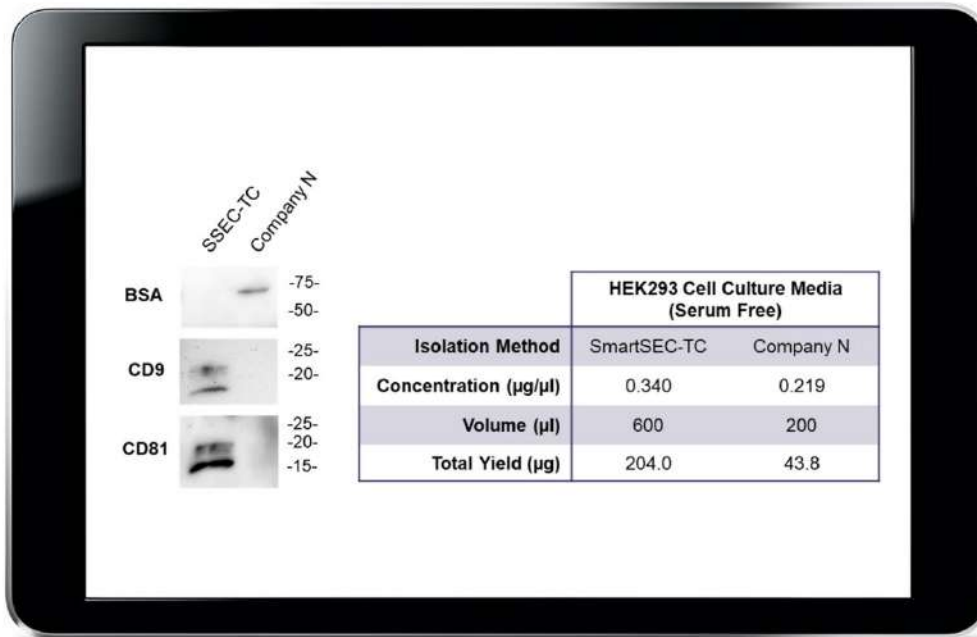 SSEC-TC
Company N
BSA
-75-
-50-
CD9
-25-
-20-
CD81
-25-
-20-
-15-
HEK293 Cell Culture Media
(Serum Free)
Isolation Method SmartSEC-TC Company N
Concentration (µg/µl) 0.340 0.219
Volume (µl) 600 200
Total Yield (µg) 204.0 43.8